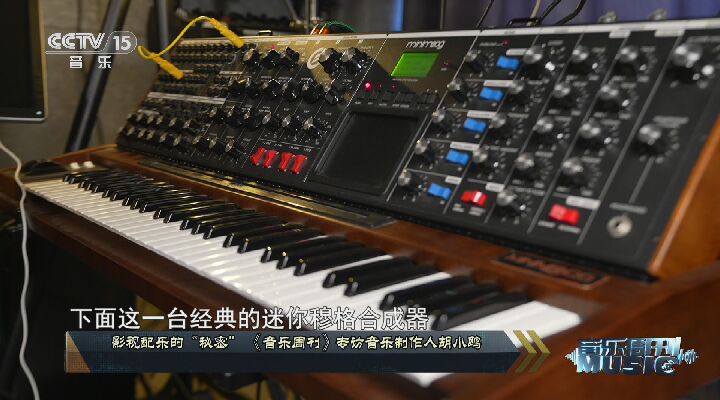 CCTV 15
音乐
minimoog
下面这一台经典的迷你穆格合成器
影视配乐的“秘密” 《音乐周刊》专访音乐制作人胡小鸥
音乐周刊
MUSIC